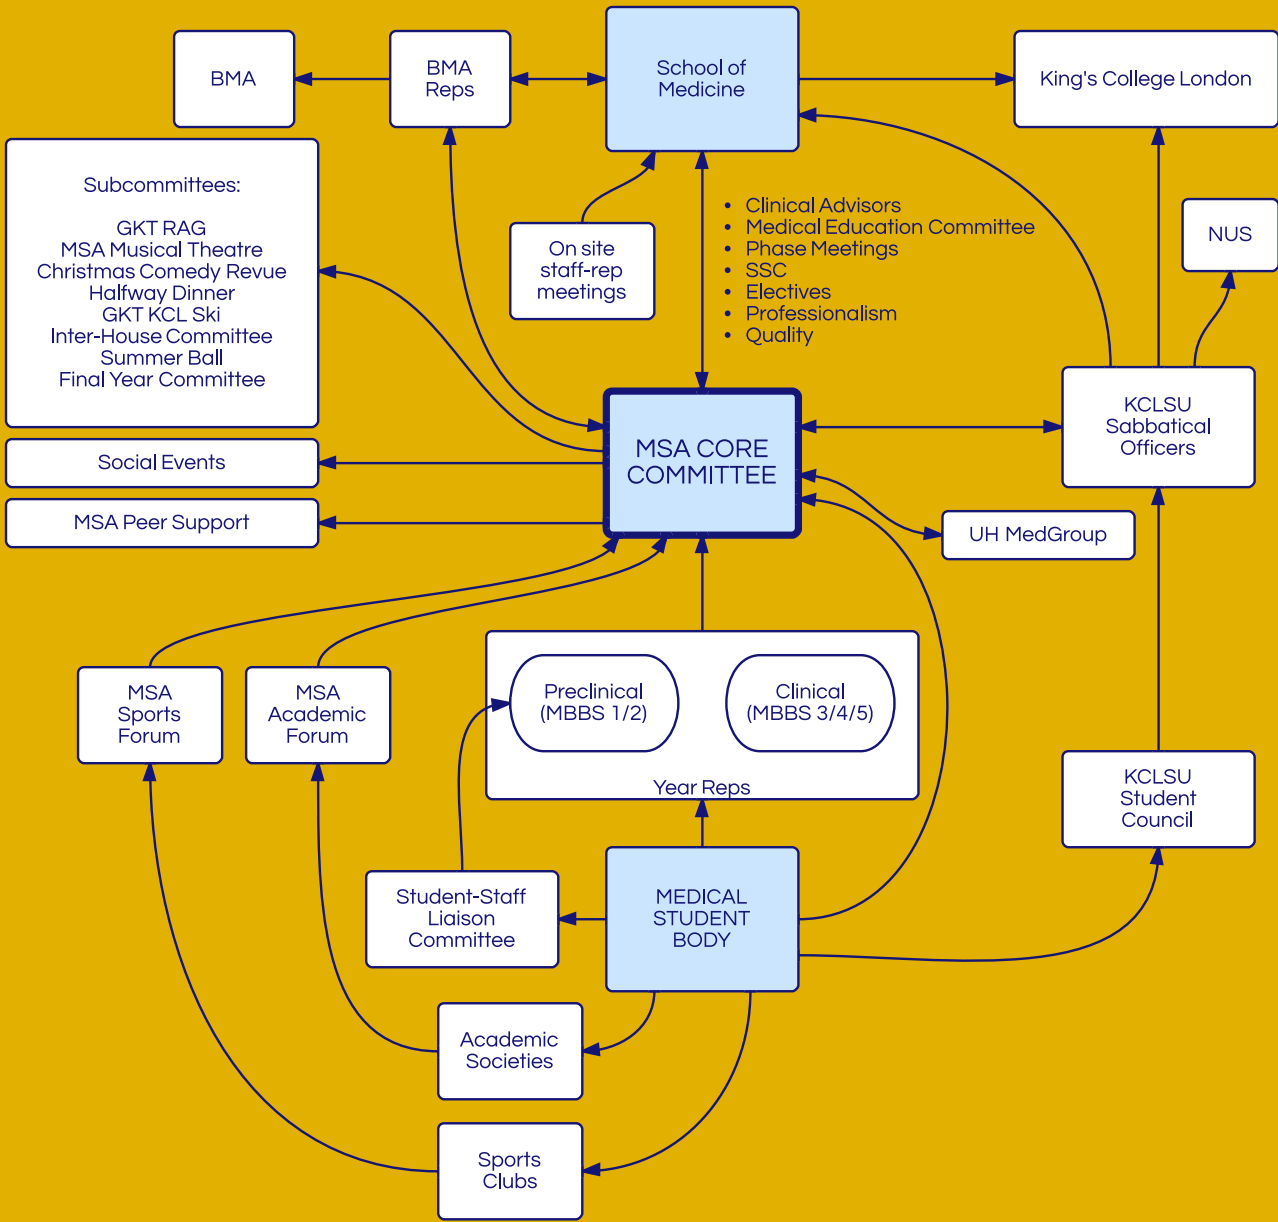 BMA
BMA
Reps
School of
Medicine
King's College London
Subcommittees:
GKT RAG
MSA Musical Theatre
Christmas Comedy Revue
Halfway Dinner
GKT KCL Ski
Inter-House Committee
Summer Ball
Final Year Committee
On site
staff-rep
meetings
• Clinical Advisors
• Medical Education Committee
• Phase Meetings
• SSC
• Electives
• Professionalism
• Quality
NUS
KCLSU
Sabbatical
Officers
MSA CORE
COMMITTEE
Social Events
MSA Peer Support
UH MedGroup
MSA
Sports
Forum
MSA
Academic
Forum
Preclinical
(MBBS 1/2)
Clinical
(MBBS 3/4/5)
Year Reps
KCLSU
Student
Council
Student-Staff
Liaison
Committee
MEDICAL
STUDENT
BODY
Academic
Societies
Sports
Clubs